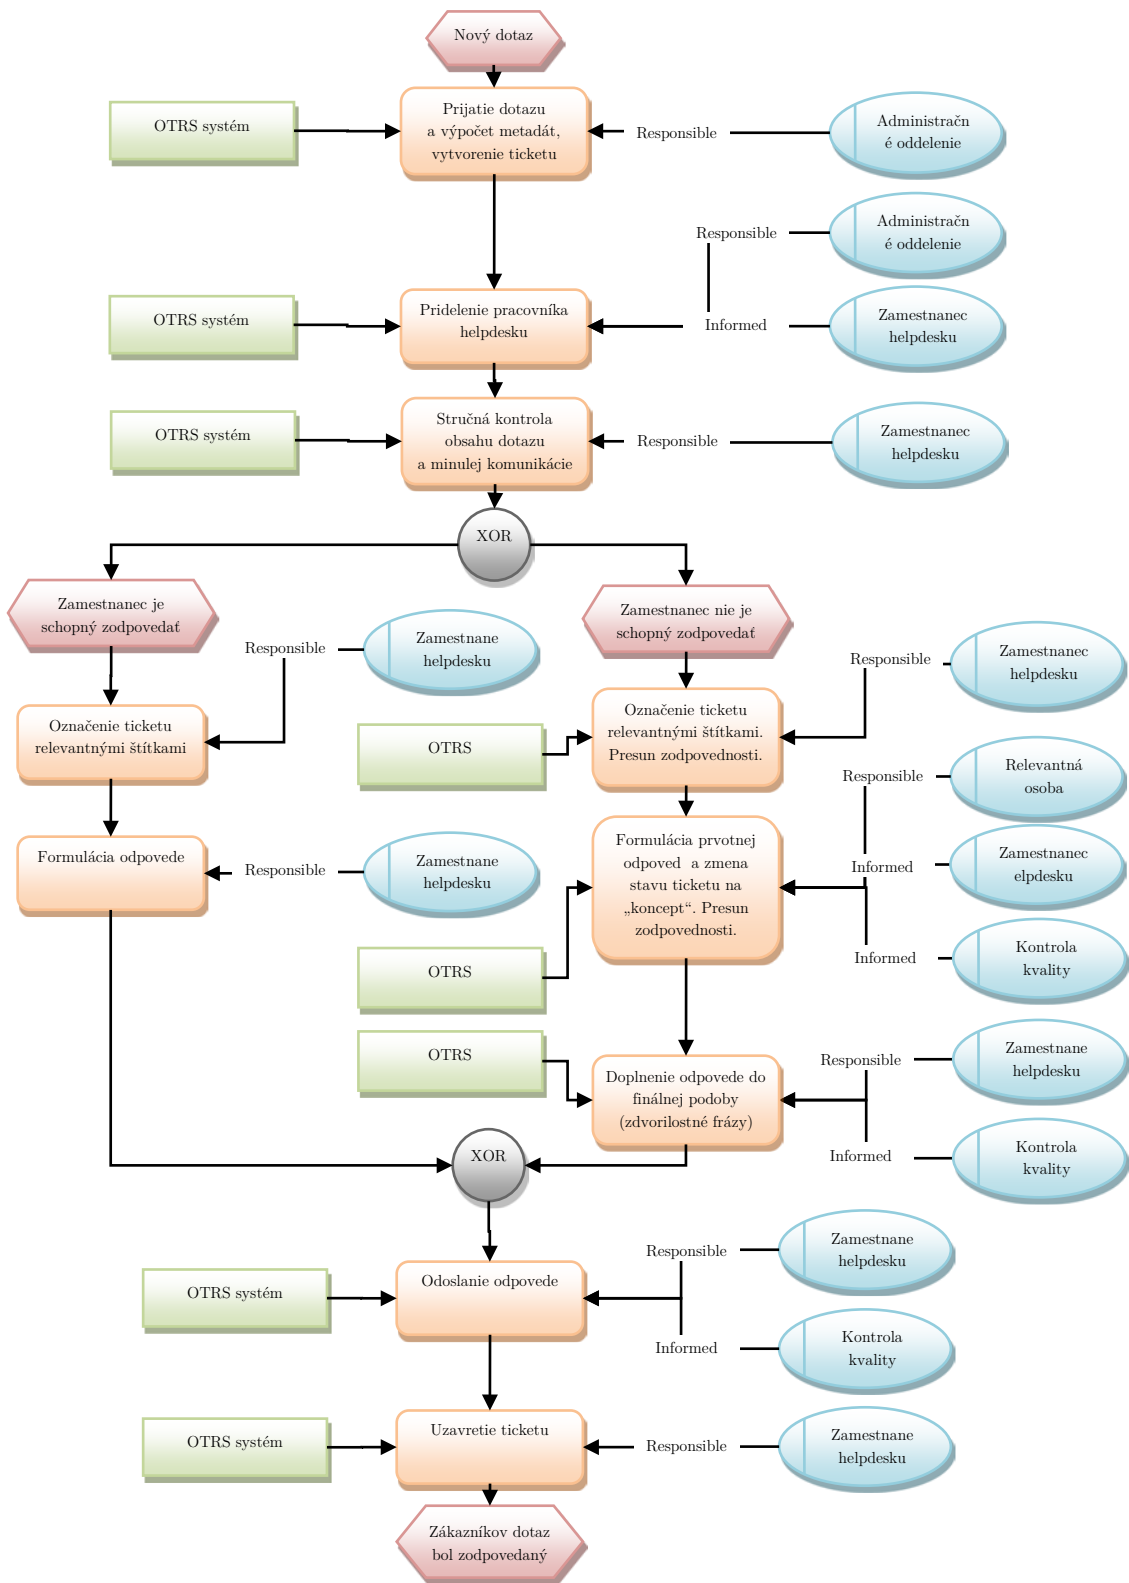 Nový dotaz
OTRS systém
Prijatie dotazu
a výpočet metadát,
vytvorenie ticketu
Responsible
Administračn
é oddelenie
Responsible
Administračn
é oddelenie
OTRS systém
Pridelenie pracovníka
helpdesku
Informed
Zamestnanec
helpdesku
OTRS systém
Stručná kontrola
obsahu dotazu
a minulej komunikácie
Responsible
Zamestnanec
helpdesku
XOR
Zamestnanec je
schopný zodpovedať
Zamestnanec nie je
schopný zodpovedať
Responsible
Zamestnane
helpdesku
Responsible
Zamestnanec
helpdesku
Označenie ticketu
relevantnými štítkami
OTRS
Označenie ticketu
relevantnými štítkami.
Presun zodpovednosti.
Responsible
Relevantná
osoba
Formulácia odpovede
Responsible
Zamestnane
helpdesku
Formulácia prvotnej
odpoved  a zmena
stavu ticketu na
„koncept“. Presun
zodpovednosti.
Informed
Zamestnanec
elpdesku
OTRS
Informed
Kontrola
kvality
OTRS
Doplnenie odpovede do
finálnej podoby
(zdvorilostné frázy)
Responsible
Zamestnane
helpdesku
Informed
Kontrola
kvality
XOR
OTRS systém
Odoslanie odpovede
Responsible
Zamestnane
helpdesku
Informed
Kontrola
kvality
OTRS systém
Uzavretie ticketu
Responsible
Zamestnane
helpdesku
Zákazníkov dotaz
bol zodpovedaný